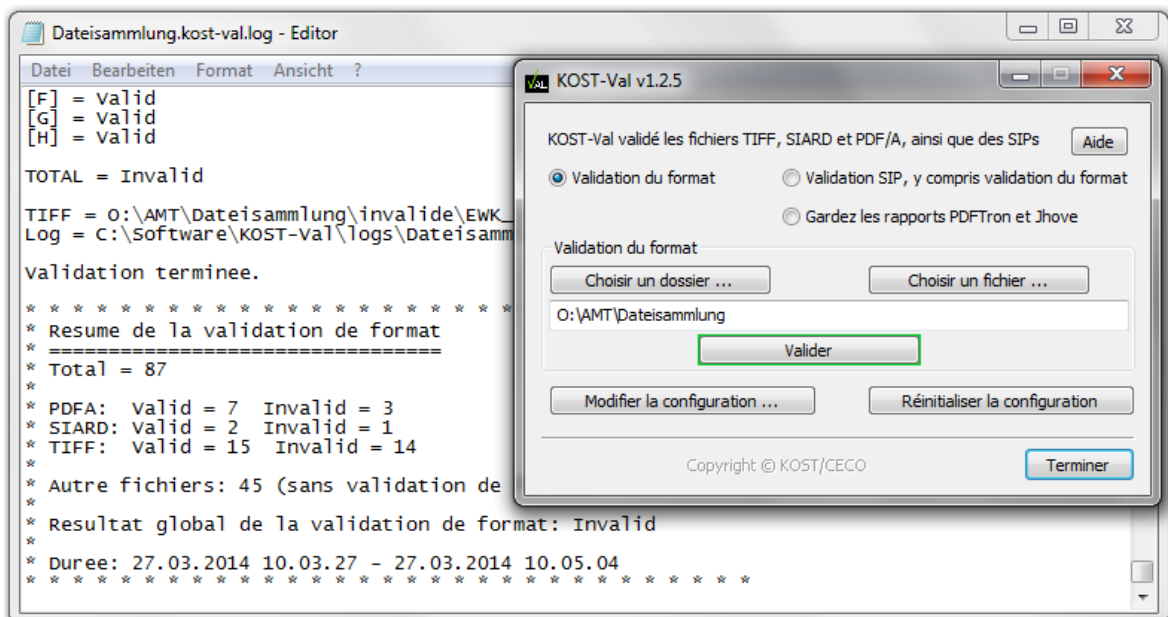 Dateisammlung.kost-val.log - Editor
Datei Bearbeiten Format Ansicht ?
[F] = Valid
[G] = Valid
[H] = Valid
TOTAL = Invalid
TIFF = O:\AMT\Dateisammlung\invalide\EWK_
Log = C:\Software\KOST-Val\logs\Dateisamm
Validation terminee.
* * * * * * * * * * * * * * * * * * * * *
* Resume de la validation de format
* =================================
* Total = 87
*
* PDFA: Valid = 7 Invalid = 3
* SIARD: Valid = 2 Invalid = 1
* TIFF: Valid = 15 Invalid = 14
*
* Autre fichiers: 45 (sans validation de
*
* Resultat global de la validation de format: Invalid
*
* Duree: 27.03.2014 10.03.27 - 27.03.2014 10.05.04
* * * * * * * * * * * * * * * * * * * * * * * * * * * * * * *
VAL KOST-Val v1.2.5
KOST-Val validé les fichiers TIFF, SIARD et PDF/A, ainsi que des SIPs Aide
Validation du format Validation SIP, y compris validation du format
Gardez les rapports PDFTron et Jhove
Validation du format
Choisir un dossier ... Choisir un fichier ...
O:\AMT\Dateisammlung
Valider
Modifier la configuration ... Réinitialiser la configuration
Copyright © KOST/CECO Terminer